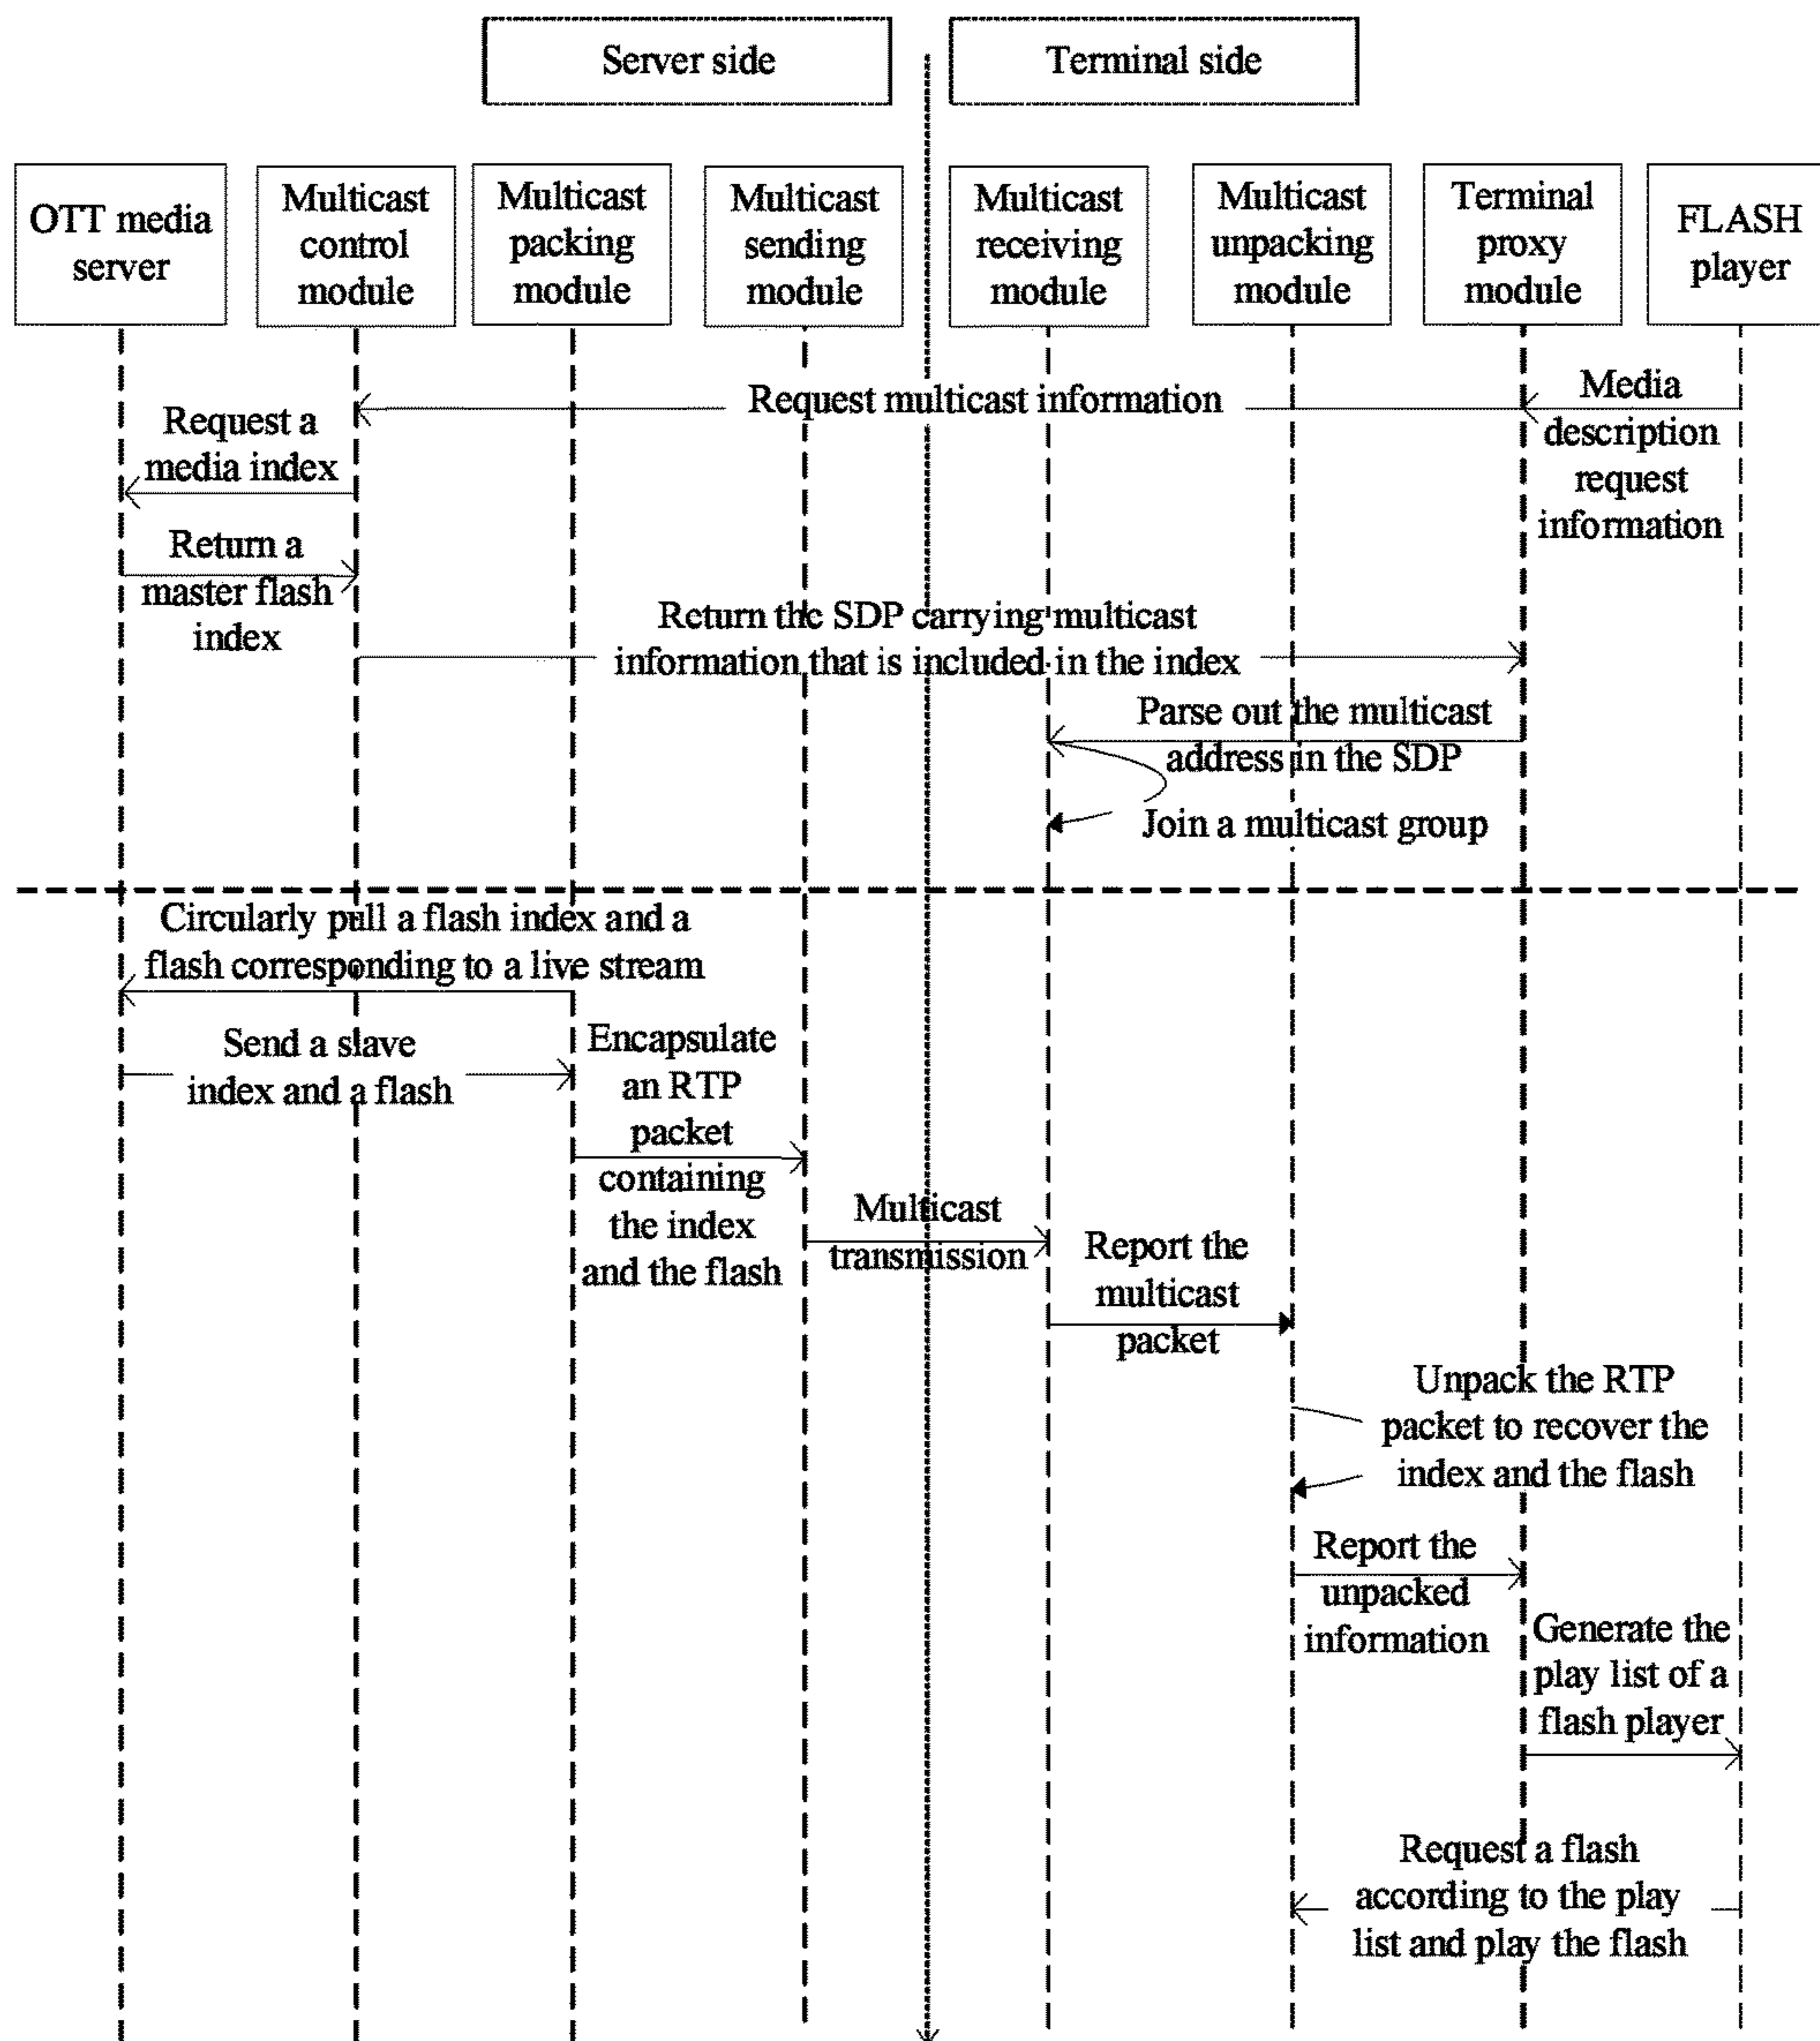 Server side
Terminal side
OTT media
server
Multicast
control
module
Multicast
packing
module
Multicast
sending
module
Multicast
receiving
module
Multicast
unpacking
module
Terminal
proxy
module
FLASH
player
Media
description
request
information
Request multicast information
Request a
media index
Return a
master flash
index
Return the SDP carrying multicast
information that is included in the index
Parse out the multicast
address in the SDP
Join a multicast group
Circularly pull a flash index and a
flash corresponding to a live stream
Send a slave
index and a flash
Encapsulate
an RTP
packet
containing
the index
and the flash
Multicast
transmission
Report the
multicast
packet
Unpack the RTP
packet to recover the
index and the flash
Report the
unpacked
information
Generate the
play list of a
flash player
Request a flash
according to the play
list and play the flash